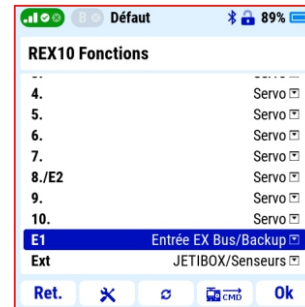 B Défaut 89%
REX10 Fonctions
4. Servo
5. Servo
6. Servo
7. Servo
8./E2 Servo
9. Servo
10. Servo
E1 Entrée EX Bus/Backup
Ext JETIBOX/Senseurs
Ret. CMD Ok